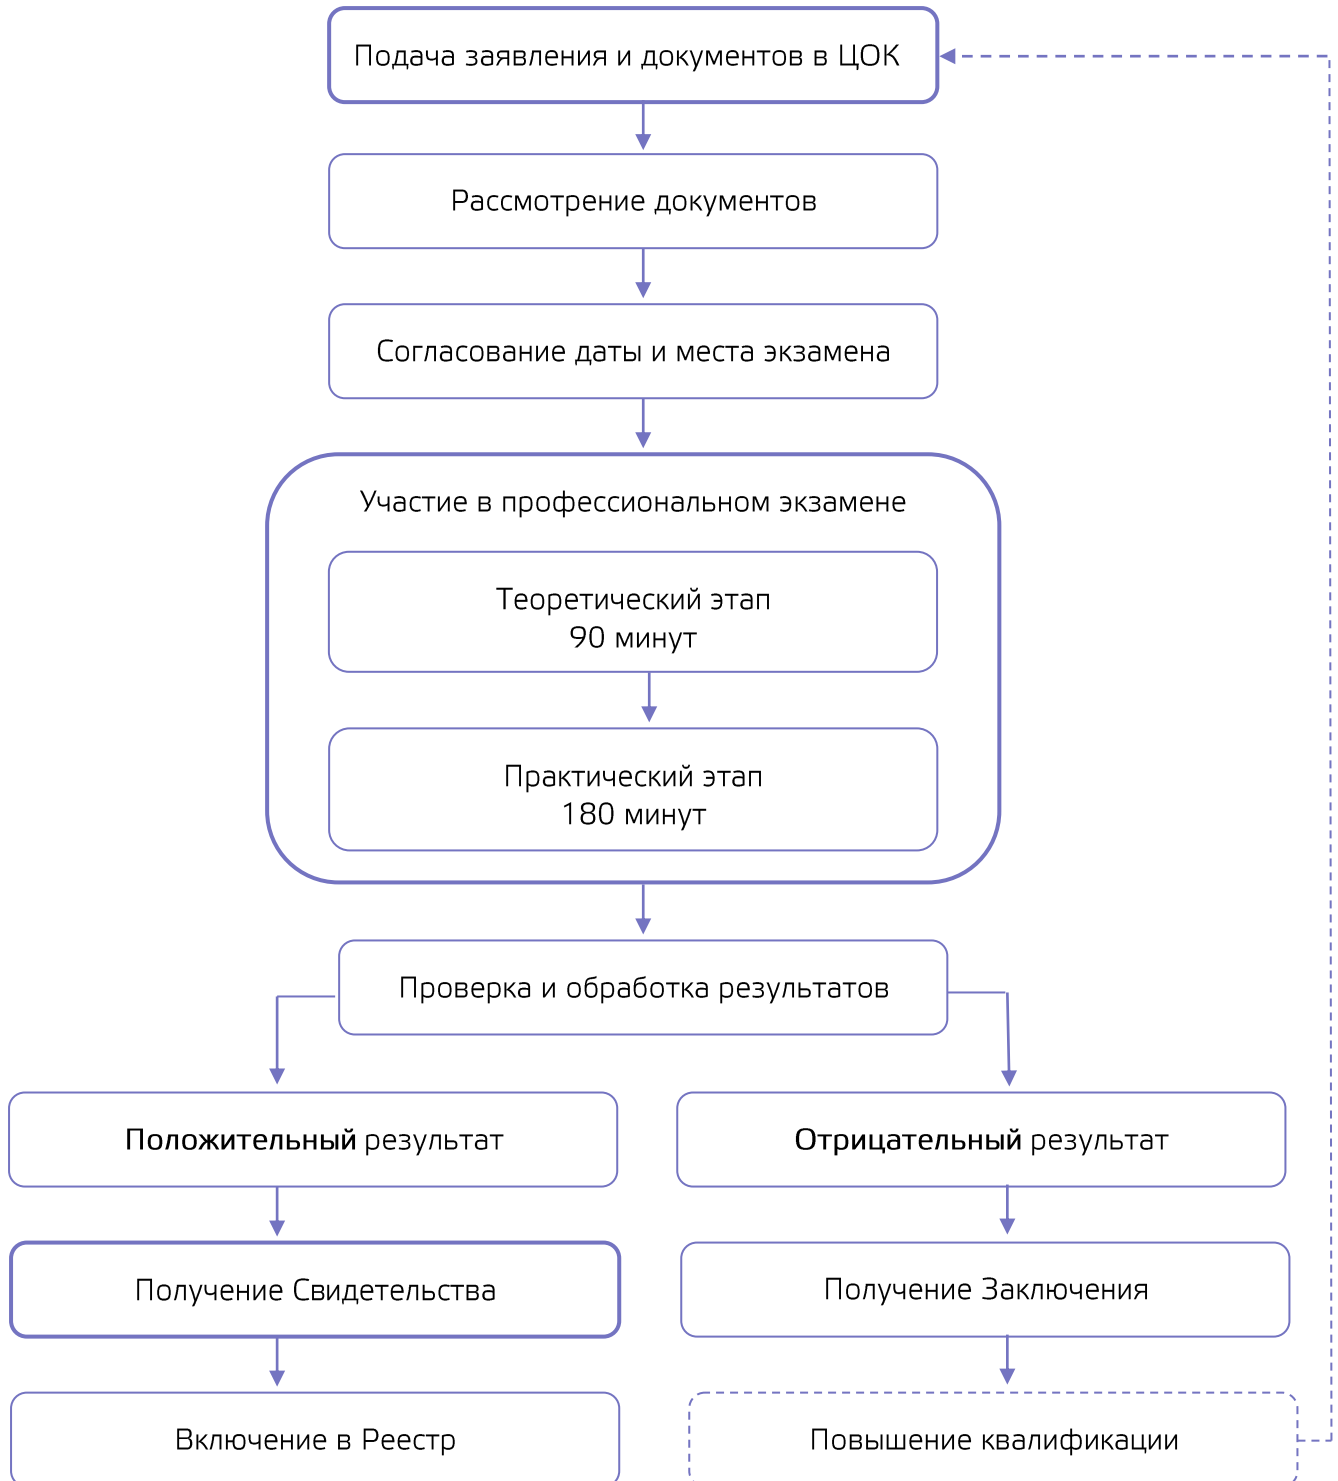 Подача заявления и документов в ЦОК
Рассмотрение документов
Согласование даты и места экзамена
Участие в профессиональном экзамене
Теоретический этап
90 минут
Практический этап
180 минут
Проверка и обработка результатов
Положительный результат
Отрицательный результат
Получение Свидетельства
Получение Заключения
Включение в Реестр
Повышение квалификации